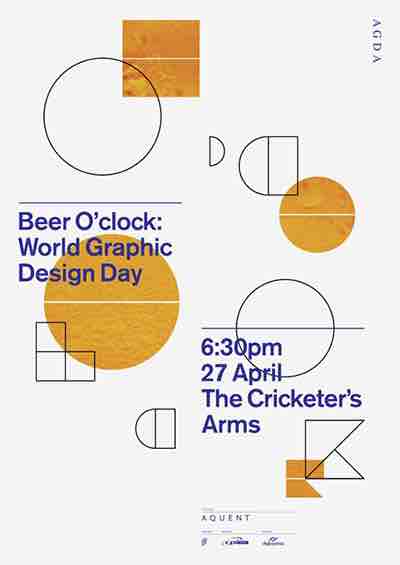 AGDA
Beer O’clock:
World Graphic
Design Day
6:30pm
27 April
The Cricketer’s
Arms
AQUENT